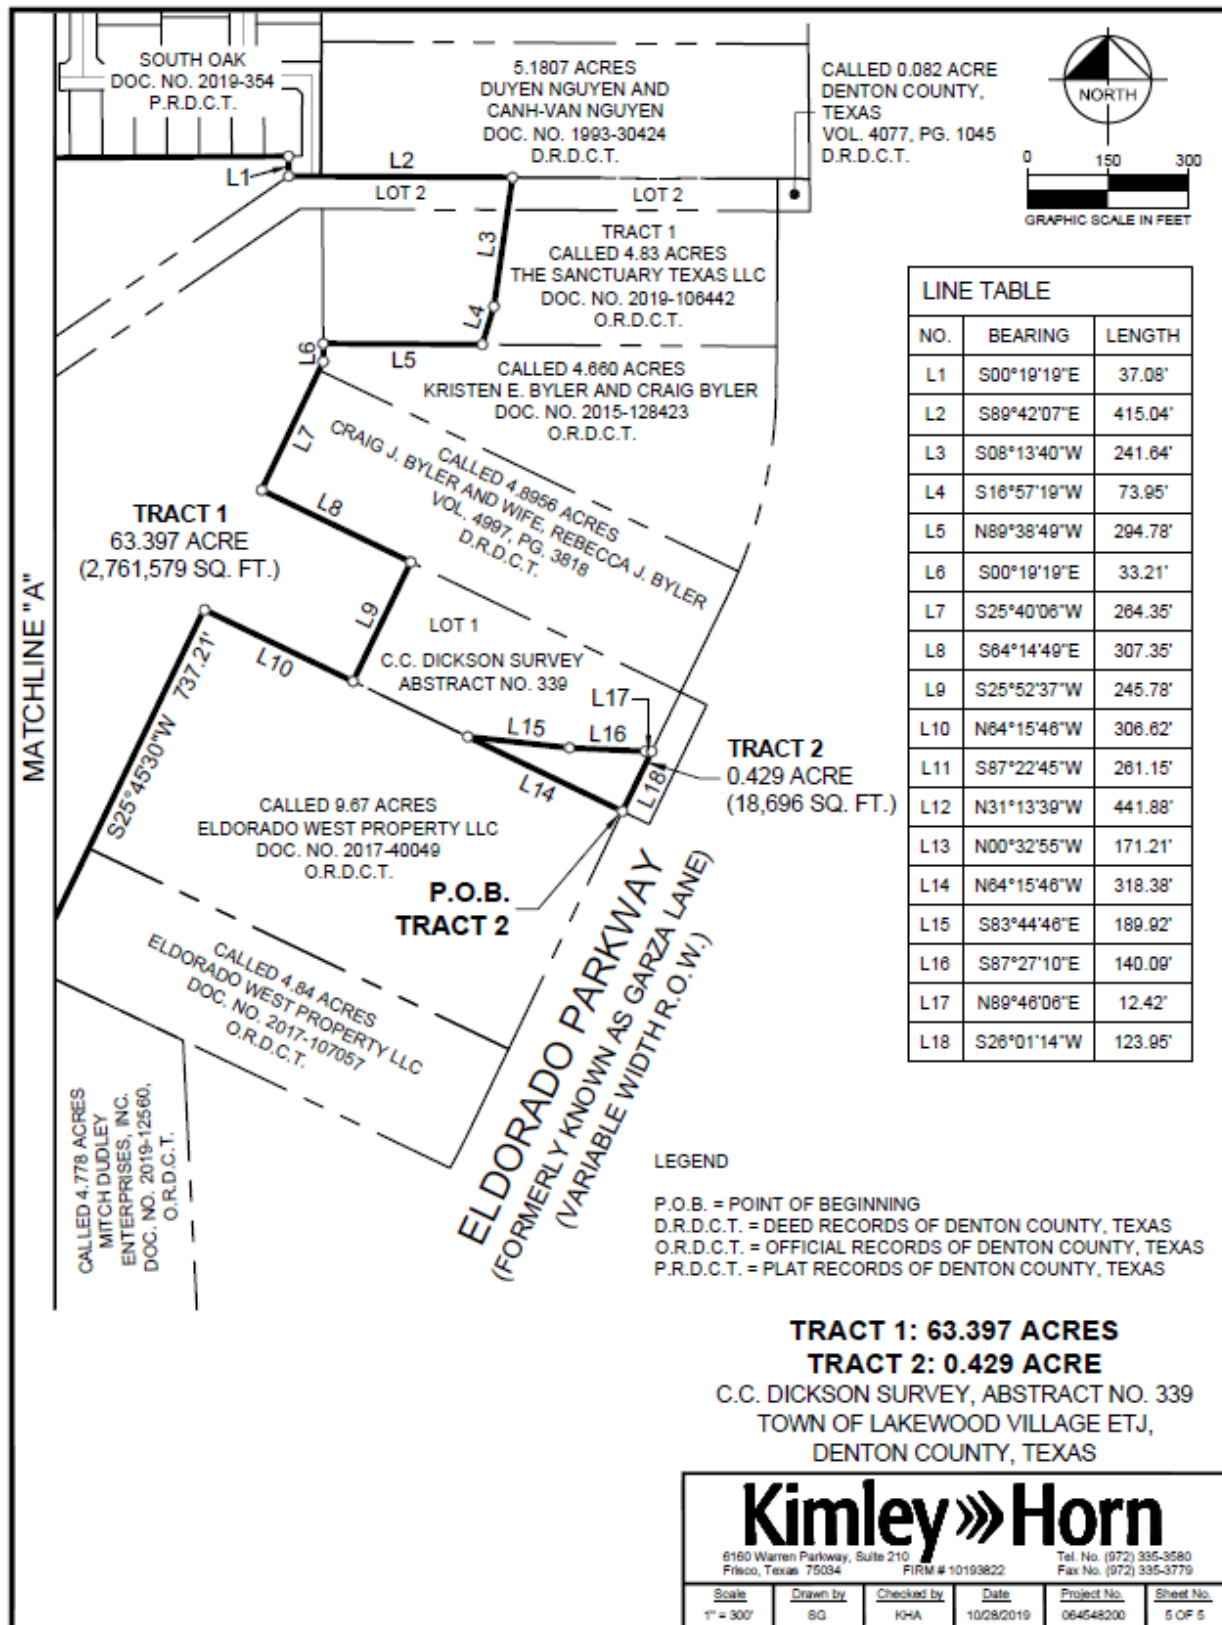 SOUTH OAK
DOC. NO. 2019-354
P.R.D.C.T.
5.1807 ACRES
DUYEN NGUYEN AND
CANH-VAN NGUYEN
DOC. NO. 1993-30424
D.R.D.C.T.
CALLED 0.082 ACRE
DENTON COUNTY,
TEXAS
VOL. 4077, PG. 1045
D.R.D.C.T.
NORTH
0 150 300
GRAPHIC SCALE IN FEET
L1
L2
LOT 2
LOT 2
L3
TRACT 1
CALLED 4.83 ACRES
THE SANCTUARY TEXAS LLC
DOC. NO. 2019-106442
O.R.D.C.T.
L4
L5
L6
CALLED 4.660 ACRES
KRISTEN E. BYLER AND CRAIG BYLER
DOC. NO. 2015-128423
O.R.D.C.T.
L7
CALLED 4.8956 ACRES
CRAIG J. BYLER AND WIFE, REBECCA J. BYLER
VOL. 4997, PG. 3818
D.R.D.C.T.
L8
TRACT 1
63.397 ACRE
(2,761,579 SQ. FT.)
MATCHLINE "A"
L9
LOT 1
C.C. DICKSON SURVEY
ABSTRACT NO. 339
L10
S25°45'30"W 737.21'
L17
L15
L16
L14
L18
TRACT 2
0.429 ACRE
(18,696 SQ. FT.)
CALLED 9.67 ACRES
ELDORADO WEST PROPERTY LLC
DOC. NO. 2017-40049
O.R.D.C.T.
P.O.B.
TRACT 2
CALLED 4.84 ACRES
ELDORADO WEST PROPERTY LLC
DOC. NO. 2017-107057
O.R.D.C.T.
ELDORADO PARKWAY
(FORMERLY KNOWN AS GARZA LANE)
(VARIABLE WIDTH R.O.W.)
CALLED 4.778 ACRES
MITCH DUDLEY
ENTERPRISES, INC.
DOC. NO. 2019-12560,
O.R.D.C.T.
LINE TABLE
NO. BEARING LENGTH
L1 S00°19'19"E 37.08'
L2 S89°42'07"E 415.04'
L3 S08°13'40"W 241.64'
L4 S16°57'19"W 73.95'
L5 N89°38'49"W 294.78'
L6 S00°19'19"E 33.21'
L7 S25°40'06"W 264.35'
L8 S64°14'49"E 307.35'
L9 S25°52'37"W 245.78'
L10 N64°15'46"W 306.62'
L11 S87°22'45"W 261.15'
L12 N31°13'39"W 441.88'
L13 N00°32'55"W 171.21'
L14 N64°15'46"W 318.38'
L15 S83°44'46"E 189.92'
L16 S87°27'10"E 140.09'
L17 N89°46'06"E 12.42'
L18 S26°01'14"W 123.95'
LEGEND
P.O.B. = POINT OF BEGINNING
D.R.D.C.T. = DEED RECORDS OF DENTON COUNTY, TEXAS
O.R.D.C.T. = OFFICIAL RECORDS OF DENTON COUNTY, TEXAS
P.R.D.C.T. = PLAT RECORDS OF DENTON COUNTY, TEXAS
TRACT 1: 63.397 ACRES
TRACT 2: 0.429 ACRE
C.C. DICKSON SURVEY, ABSTRACT NO. 339
TOWN OF LAKEWOOD VILLAGE ETJ,
DENTON COUNTY, TEXAS
Kimley»Horn
6160 Warren Parkway, Suite 210 Tel. No. (972) 335-3580
Frisco, Texas 75034 FIRM # 10193822 Fax No. (972) 335-3779
Scale Drawn by Checked by Date Project No. Sheet No.
1" = 300' SG KHA 10/28/2019 064548200 5 OF 5